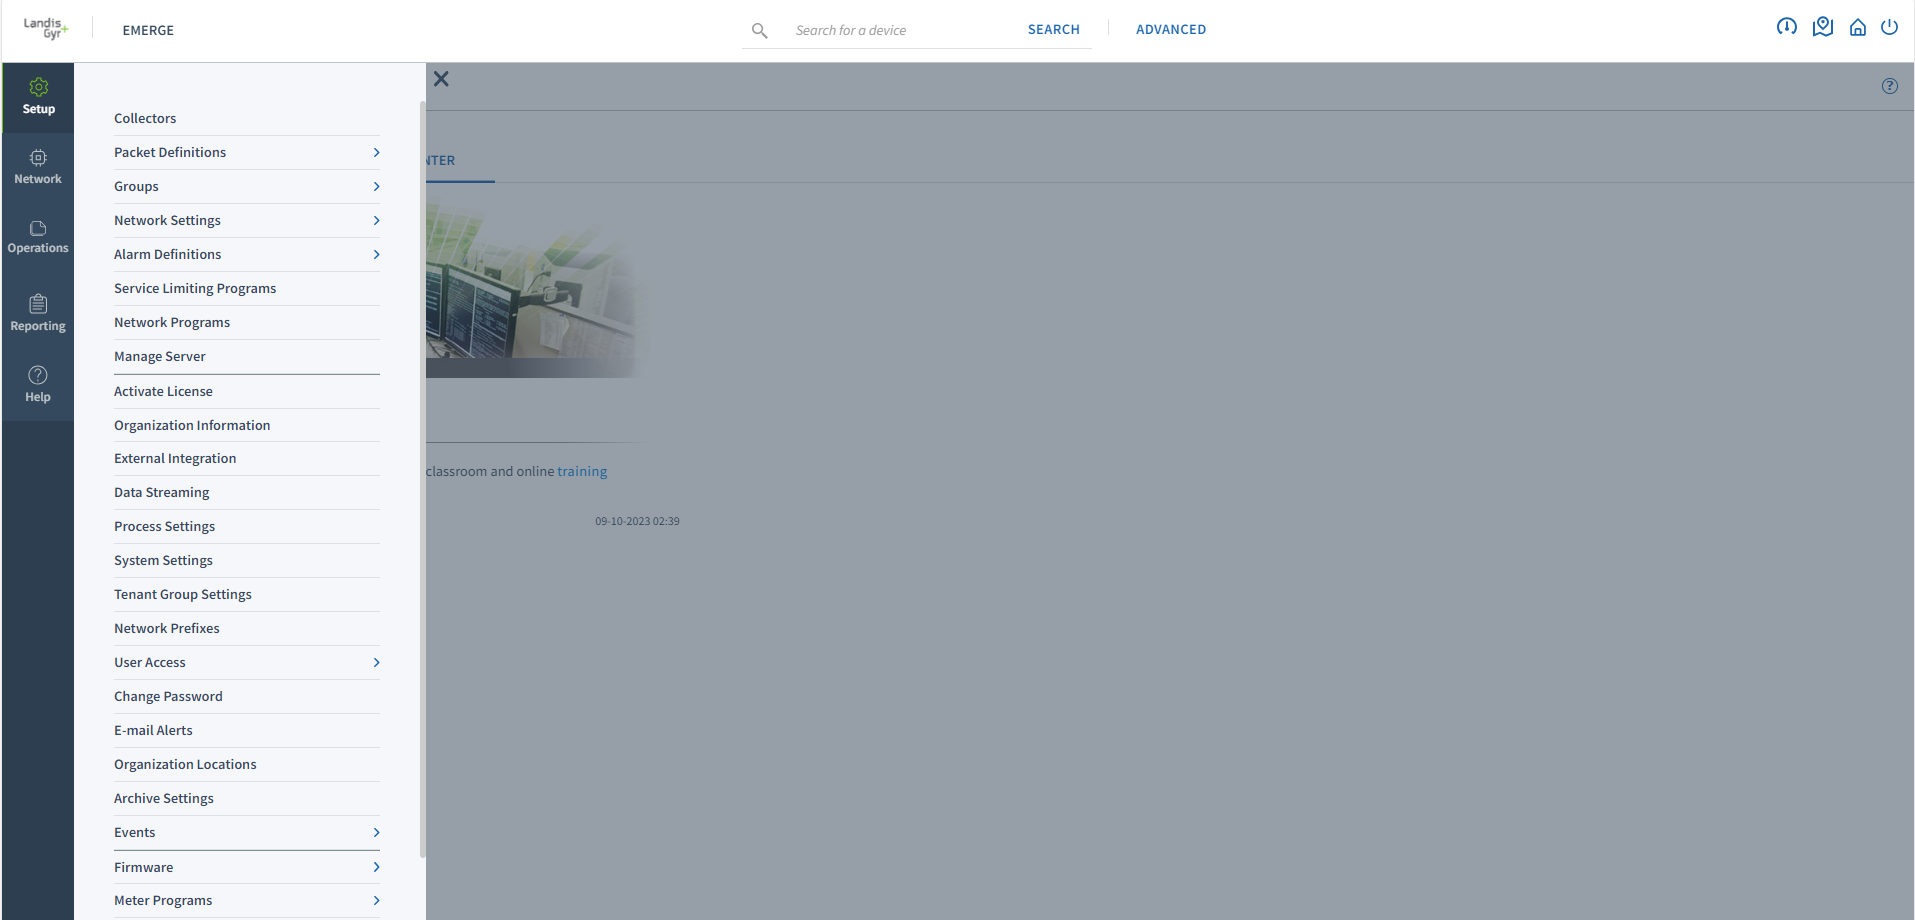 Landis
Gyr+
EMERGE
Search for a device
SEARCH
ADVANCED
Setup
Network
Operations
Reporting
Help
Collectors
Packet Definitions
Groups
Network Settings
Alarm Definitions
Service Limiting Programs
Network Programs
Manage Server
Activate License
Organization Information
External Integration
Data Streaming
Process Settings
System Settings
Tenant Group Settings
Network Prefixes
User Access
Change Password
E-mail Alerts
Organization Locations
Archive Settings
Events
Firmware
Meter Programs
NTER
classroom and online training
09-10-2023 02:39